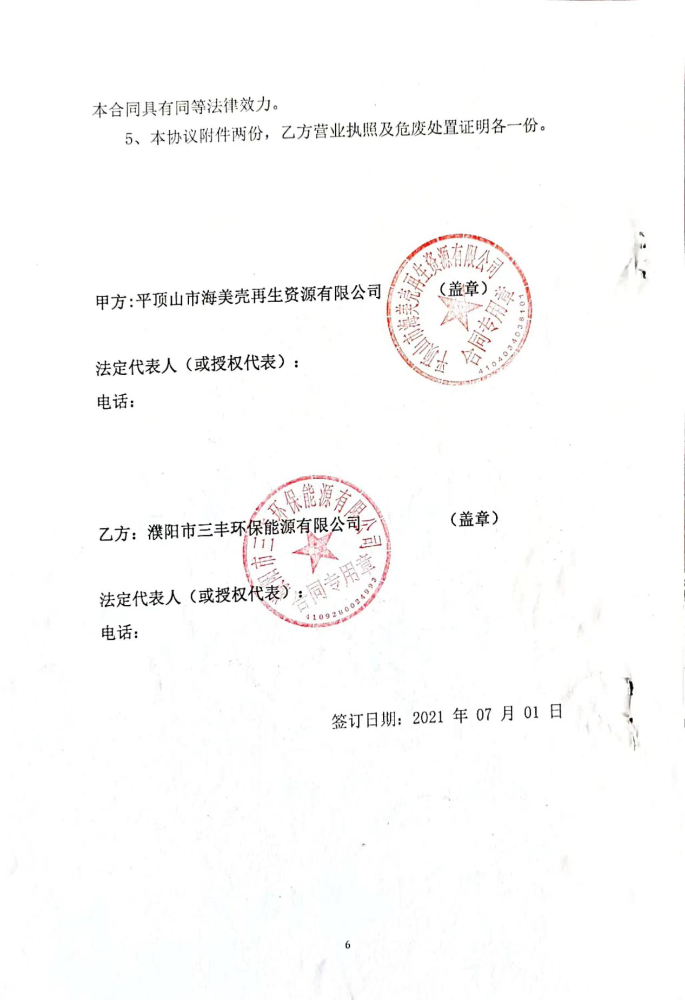 本合同具有同等法律效力。
5、本协议附件两份，乙方营业执照及危废处置证明各一份。
甲方:平顶山市海美壳再生资源有限公司
（盖章）
平顶山市海美壳再生资源有限公司
合同专用章
4104034038101
法定代表人（或授权代表）:
电话:
乙方: 濮阳市三丰环保能源有限公司
（盖章）
濮阳市三丰环保能源有限公司
合同专用章
4109280024993
法定代表人（或授权代表）:
电话:
签订日期: 2021 年 07 月 01 日
6